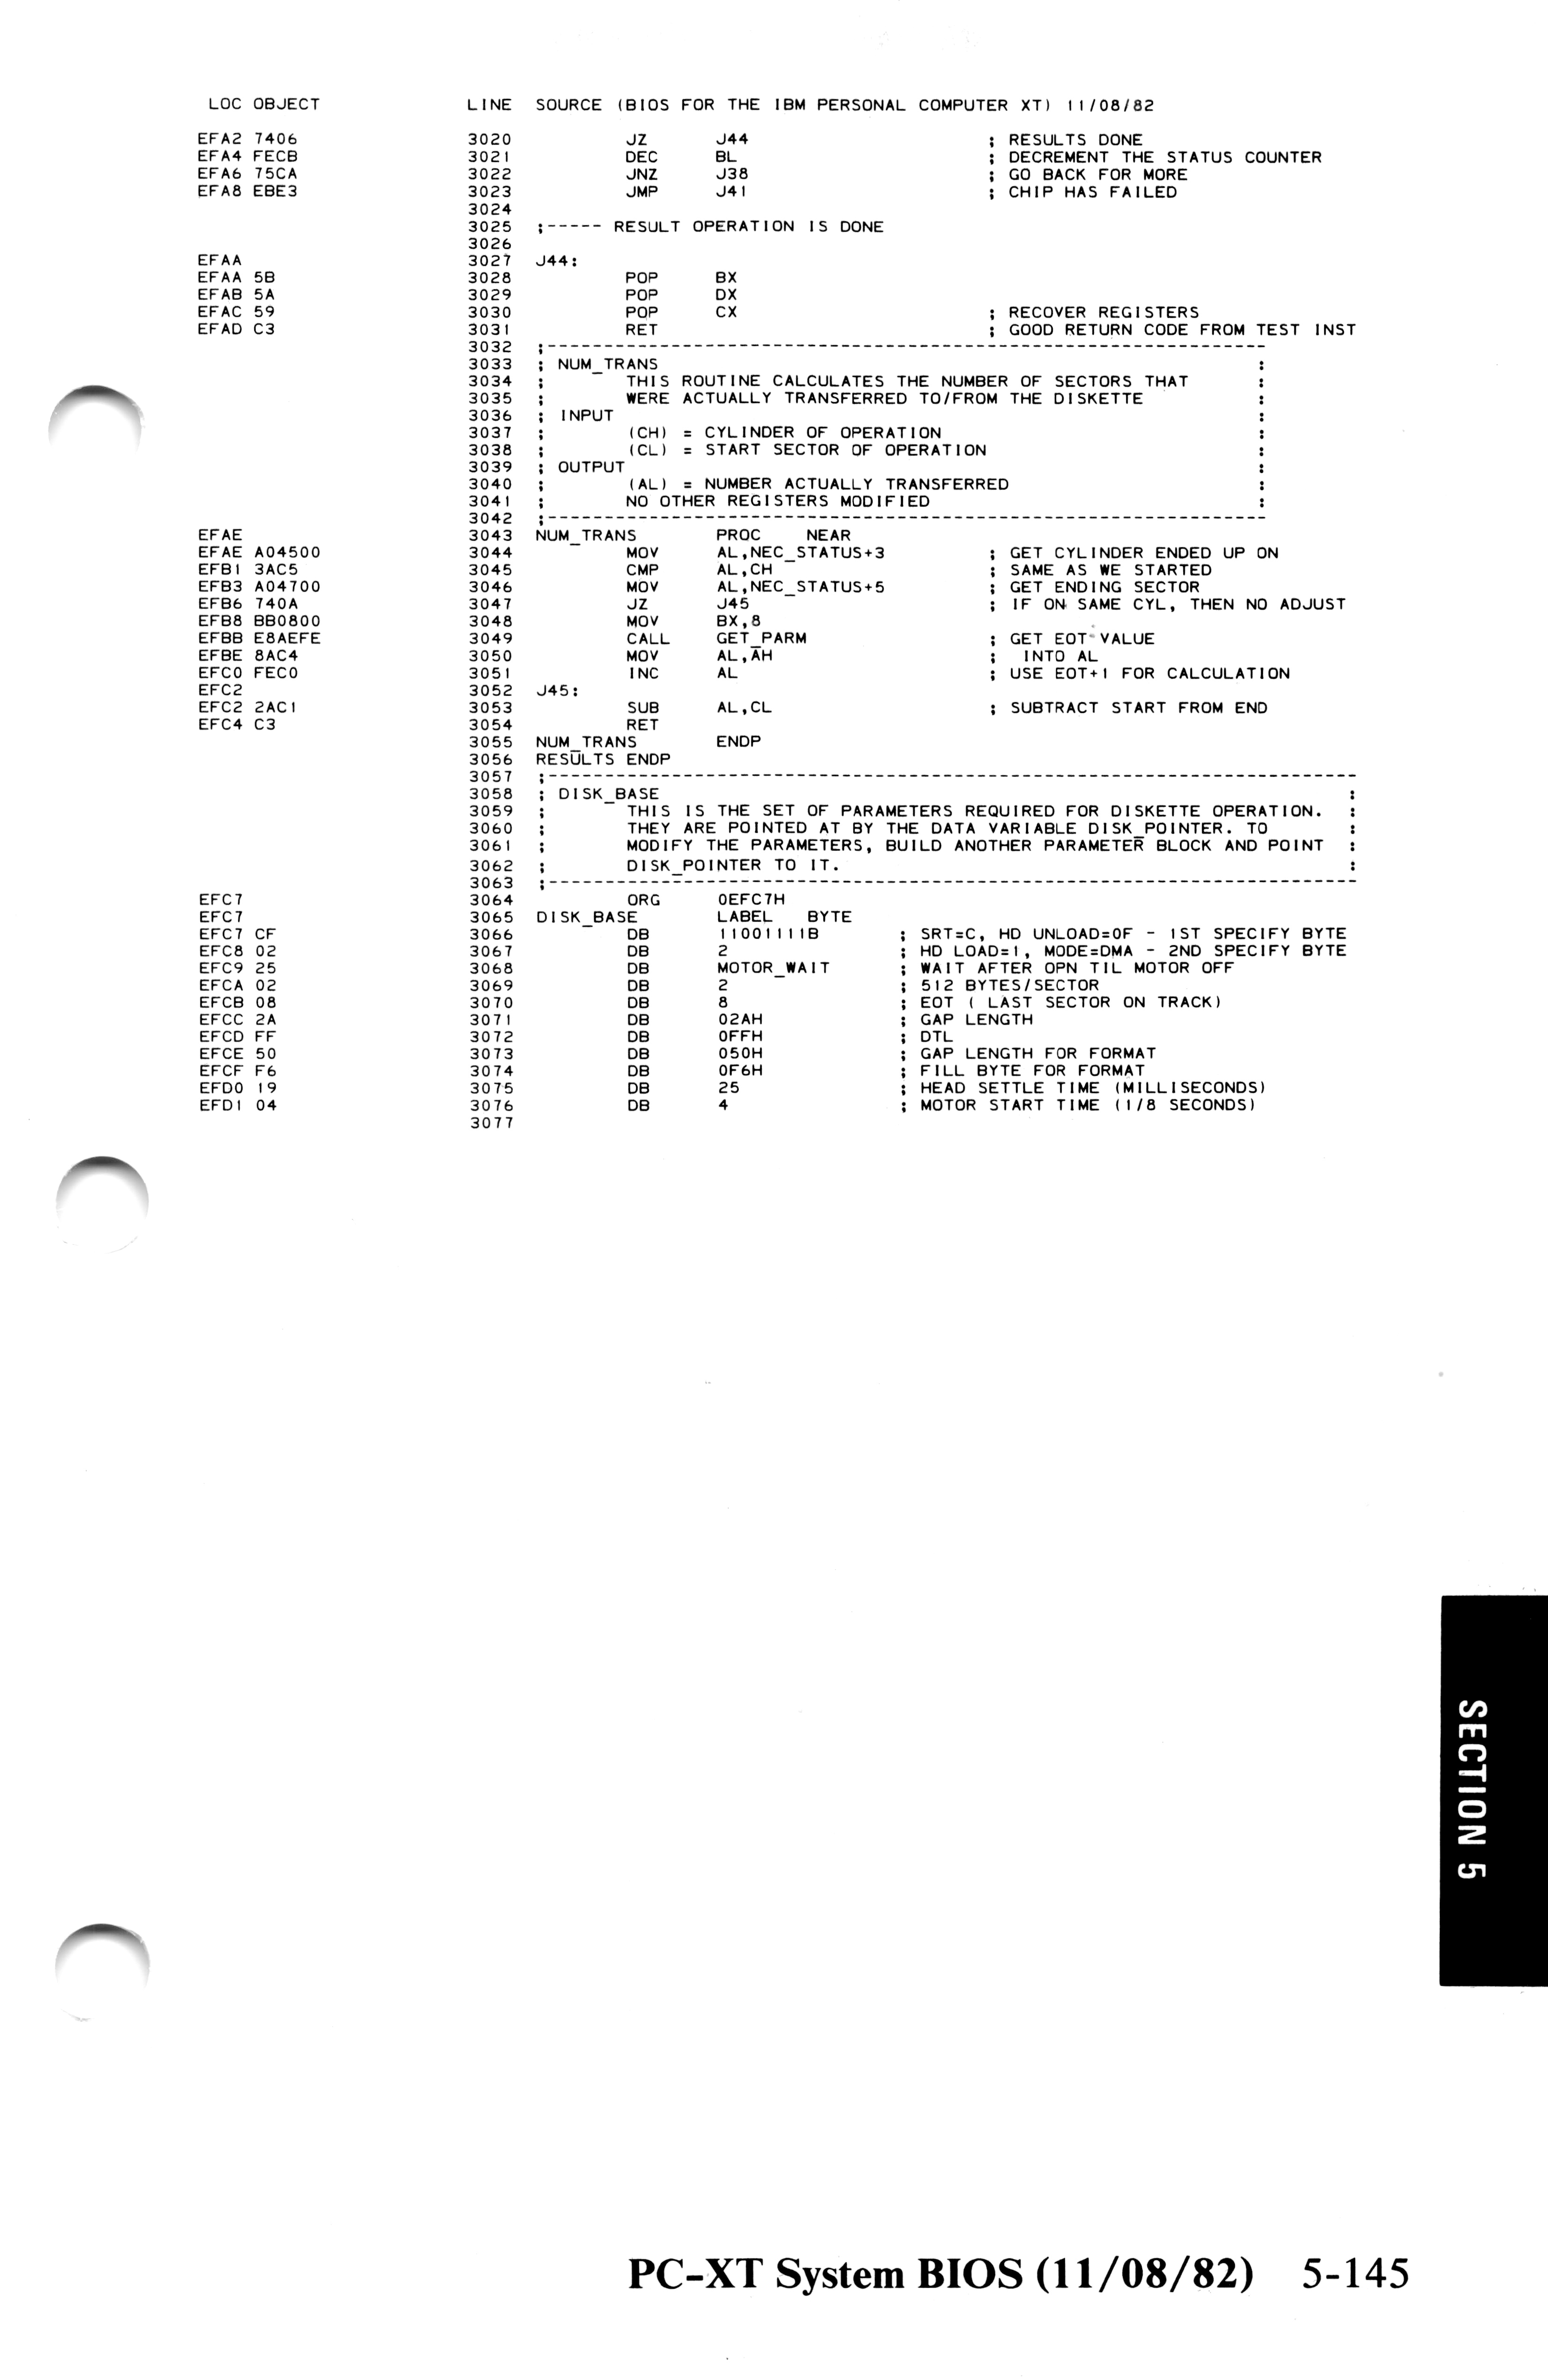 LOC OBJECT LINE SOURCE (BIOS FOR THE IBM PERSONAL COMPUTER XT) 11/08/82
EFA2 7406 3020 JZ J44 ; RESULTS DONE
EFA4 FECB 3021 DEC BL ; DECREMENT THE STATUS COUNTER
EFA6 75CA 3022 JNZ J38 ; GO BACK FOR MORE
EFA8 EBE3 3023 JMP J41 ; CHIP HAS FAILED
3024
3025 ;----- RESULT OPERATION IS DONE
3026
EFAA 3027 J44:
EFAA 5B 3028 POP BX
EFAB 5A 3029 POP DX
EFAC 59 3030 POP CX ; RECOVER REGISTERS
EFAD C3 3031 RET ; GOOD RETURN CODE FROM TEST INST
3032 ;----------------------------------------------------------------
3033 ; NUM_TRANS :
3034 ; THIS ROUTINE CALCULATES THE NUMBER OF SECTORS THAT :
3035 ; WERE ACTUALLY TRANSFERRED TO/FROM THE DISKETTE :
3036 ; INPUT :
3037 ; (CH) = CYLINDER OF OPERATION :
3038 ; (CL) = START SECTOR OF OPERATION :
3039 ; OUTPUT :
3040 ; (AL) = NUMBER ACTUALLY TRANSFERRED :
3041 ; NO OTHER REGISTERS MODIFIED :
3042 ;----------------------------------------------------------------
EFAE 3043 NUM_TRANS PROC NEAR
EFAE A04500 3044 MOV AL,NEC_STATUS+3 ; GET CYLINDER ENDED UP ON
EFB1 3AC5 3045 CMP AL,CH ; SAME AS WE STARTED
EFB3 A04700 3046 MOV AL,NEC_STATUS+5 ; GET ENDING SECTOR
EFB6 740A 3047 JZ J45 ; IF ON SAME CYL, THEN NO ADJUST
EFB8 BB0800 3048 MOV BX,8
EFBB E8AEFE 3049 CALL GET_PARM ; GET EOT VALUE
EFBE 8AC4 3050 MOV AL,AH ; INTO AL
EFC0 FEC0 3051 INC AL ; USE EOT+1 FOR CALCULATION
EFC2 3052 J45:
EFC2 2AC1 3053 SUB AL,CL ; SUBTRACT START FROM END
EFC4 C3 3054 RET
3055 NUM_TRANS ENDP
3056 RESULTS ENDP
3057 ;------------------------------------------------------------------------
3058 ; DISK_BASE :
3059 ; THIS IS THE SET OF PARAMETERS REQUIRED FOR DISKETTE OPERATION. :
3060 ; THEY ARE POINTED AT BY THE DATA VARIABLE DISK_POINTER. TO :
3061 ; MODIFY THE PARAMETERS, BUILD ANOTHER PARAMETER BLOCK AND POINT :
3062 ; DISK_POINTER TO IT. :
3063 ;------------------------------------------------------------------------
EFC7 3064 ORG 0EFC7H
EFC7 3065 DISK_BASE LABEL BYTE
EFC7 CF 3066 DB 11001111B ; SRT=C, HD UNLOAD=0F - 1ST SPECIFY BYTE
EFC8 02 3067 DB 2 ; HD LOAD=1, MODE=DMA - 2ND SPECIFY BYTE
EFC9 25 3068 DB MOTOR_WAIT ; WAIT AFTER OPN TIL MOTOR OFF
EFCA 02 3069 DB 2 ; 512 BYTES/SECTOR
EFCB 08 3070 DB 8 ; EOT ( LAST SECTOR ON TRACK)
EFCC 2A 3071 DB 02AH ; GAP LENGTH
EFCD FF 3072 DB 0FFH ; DTL
EFCE 50 3073 DB 050H ; GAP LENGTH FOR FORMAT
EFCF F6 3074 DB 0F6H ; FILL BYTE FOR FORMAT
EFD0 19 3075 DB 25 ; HEAD SETTLE TIME (MILLISECONDS)
EFD1 04 3076 DB 4 ; MOTOR START TIME (1/8 SECONDS)
3077
SECTION 5
PC-XT System BIOS (11/08/82) 5-145